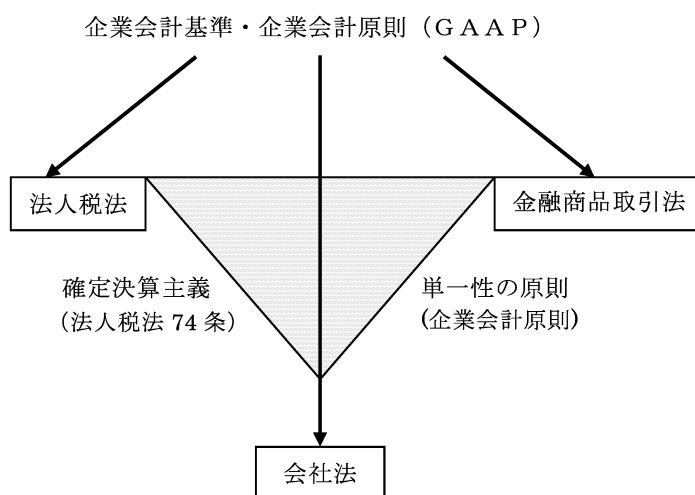 企業会計基準・企業会計原則（ＧＡＡＰ）
法人税法
金融商品取引法
確定決算主義
（法人税法 74 条）
単一性の原則
(企業会計原則)
会社法